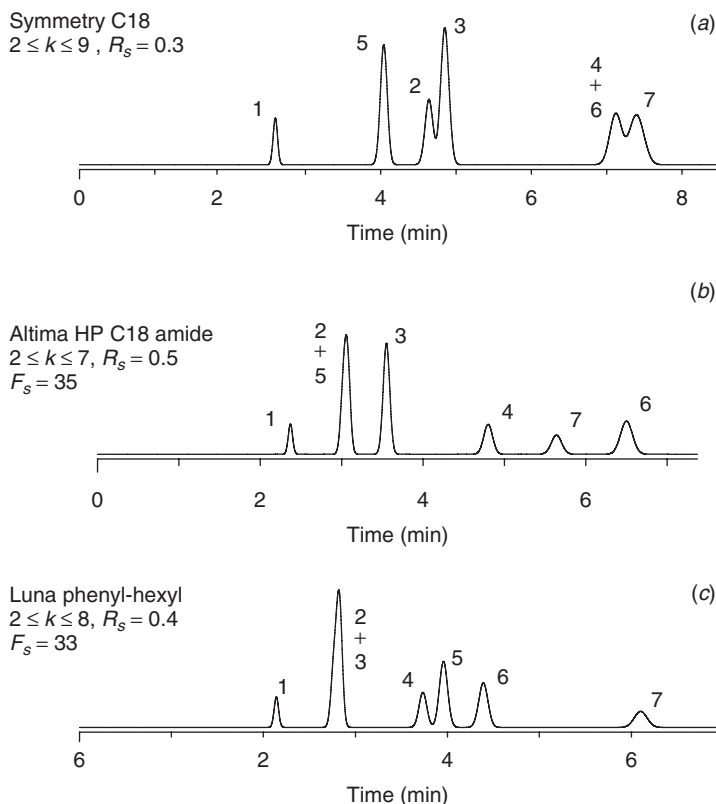 Symmetry C18
2 ≤ k ≤ 9 , Rs = 0.3
(a)
1
5
2
3
4
+
6
7
0 2 4 6 8
Time (min)
(b)
Altima HP C18 amide
2 ≤ k ≤ 7, Rs = 0.5
Fs = 35
1
2
+
5
3
4
7
6
0 2 4 6
Time (min)
Luna phenyl-hexyl
2 ≤ k ≤ 8, Rs = 0.4
Fs = 33
(c)
1
2
+
3
4
5
6
7
6 2 4 6
Time (min)